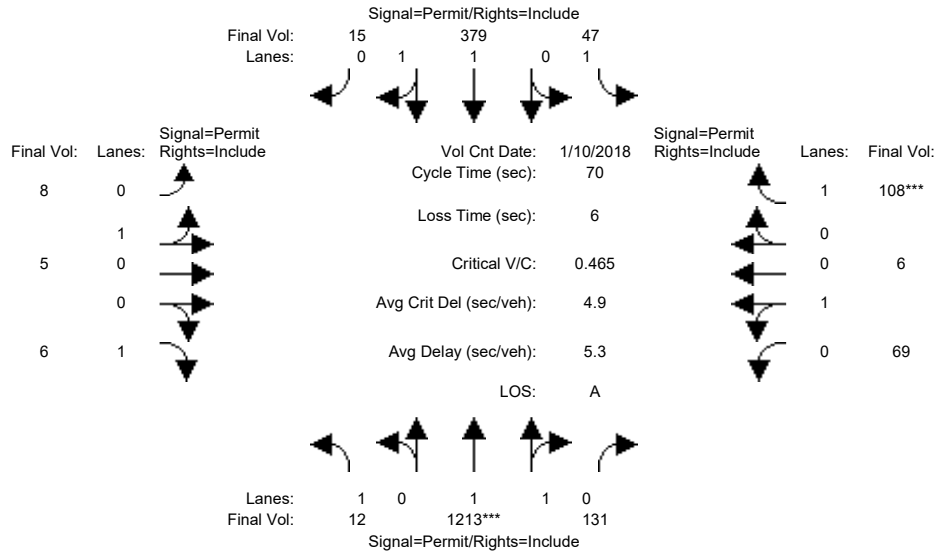 Signal=Permit/Rights=Include
Final Vol: 15 379 47
Lanes: 0 1 1 0 1
Signal=Permit Signal=Permit
Final Vol: Lanes: Rights=Include Vol Cnt Date: 1/10/2018 Rights=Include Lanes: Final Vol:
Cycle Time (sec): 70
8 0 1 108***
Loss Time (sec): 6
1 0
5 0 Critical V/C: 0.465 0 6
0 Avg Crit Del (sec/veh): 4.9 1
6 1 Avg Delay (sec/veh): 5.3 0 69
LOS: A
Lanes: 1 0 1 1 0
Final Vol: 12 1213*** 131
Signal=Permit/Rights=Include